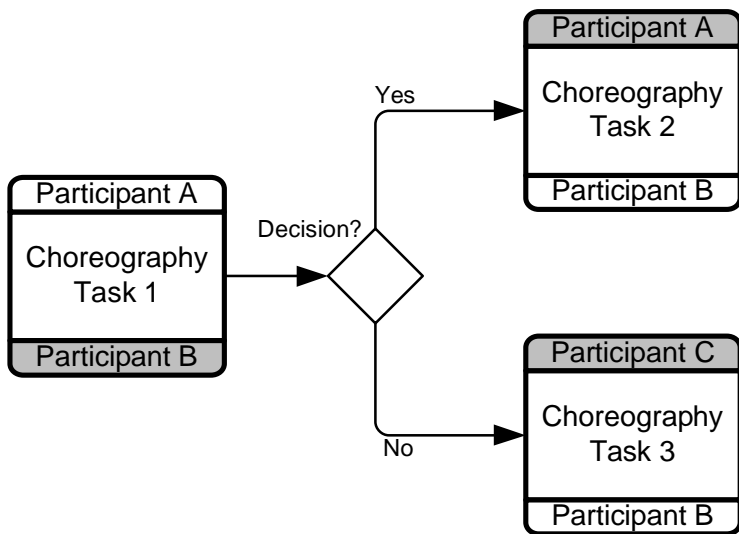 Participant A
Choreography
Task 1
Participant B
Decision?
Yes
Participant A
Choreography
Task 2
Participant B
No
Participant C
Choreography
Task 3
Participant B